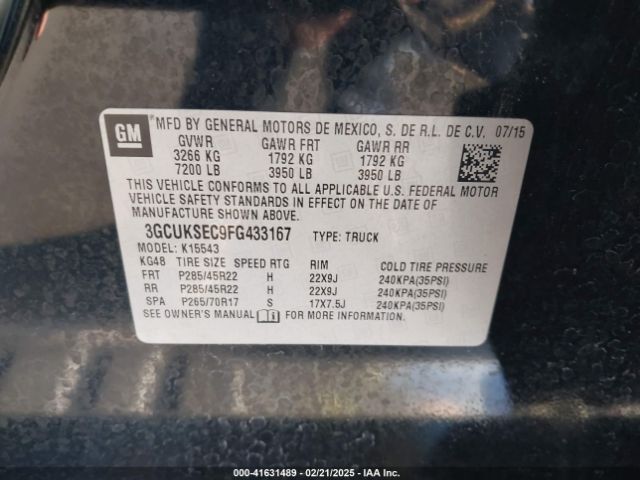 GM
MFD BY GENERAL MOTORS DE MEXICO, S. DE R.L. DE C.V. 07/15
GVWR GAWR FRT GAWR RR
3266 KG 1792 KG 1792 KG
7200 LB 3950 LB 3950 LB
THIS VEHICLE CONFORMS TO ALL APPLICABLE U.S. FEDERAL MOTOR
VEHICLE SAFETY STANDARDS IN EFFECT ON THE DATE OF
MANUFACTURE SHOWN ABOVE.
3GCUKSEC9FG433167 TYPE: TRUCK
MODEL: K15543
KG48 TIRE SIZE SPEED RTG RIM COLD TIRE PRESSURE
FRT P285/45R22 H 22X9J 240KPA(35PSI)
RR P285/45R22 H 22X9J 240KPA(35PSI)
SPA P265/70R17 S 17X7.5J 240KPA(35PSI)
SEE OWNER'S MANUAL FOR MORE INFORMATION.
000-41631489 - 02/21/2025 - IAA Inc.